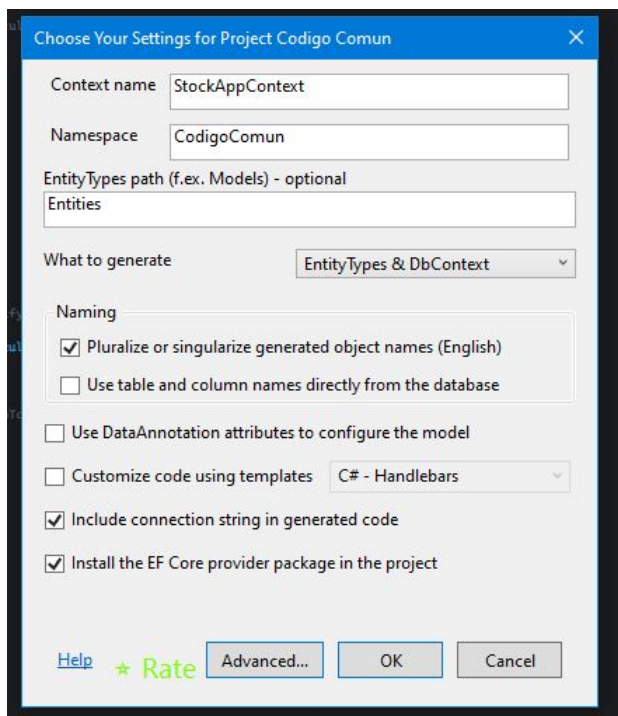 Choose Your Settings for Project Codigo Comun
Context name StockAppContext
Namespace CodigoComun
EntityTypes path (f.ex. Models) - optional
Entities
What to generate EntityTypes & DbContext
Naming
Pluralize or singularize generated object names (English)
Use table and column names directly from the database
Use DataAnnotation attributes to configure the model
Customize code using templates C# - Handlebars
Include connection string in generated code
Install the EF Core provider package in the project
Help Rate Advanced... OK Cancel